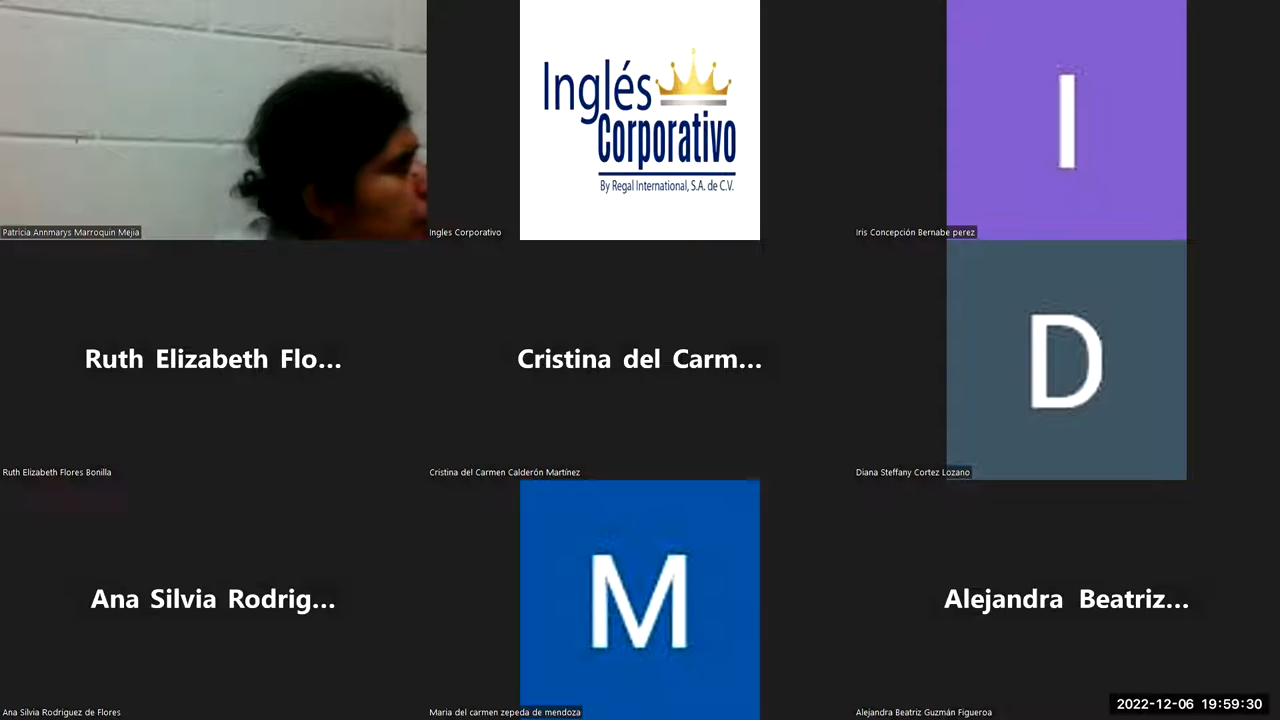 Inglés
Corporativo
By Regal International, S.A. de C.V.
I
Patricia Annmarys Marroquin Mejia
Ingles Corporativo
Iris Concepción Bernabe perez
Ruth Elizabeth Flo...
Cristina del Carm...
D
Ruth Elizabeth Flores Bonilla
Cristina del Carmen Calderón Martínez
Diana Steffany Cortez Lozano
Ana Silvia Rodrig...
M
Alejandra Beatriz...
Ana Silvia Rodriguez de Flores
Maria del carmen zepeda de mendoza
Alejandra Beatriz Guzmán Figueroa
2022-12-06 19:59:30